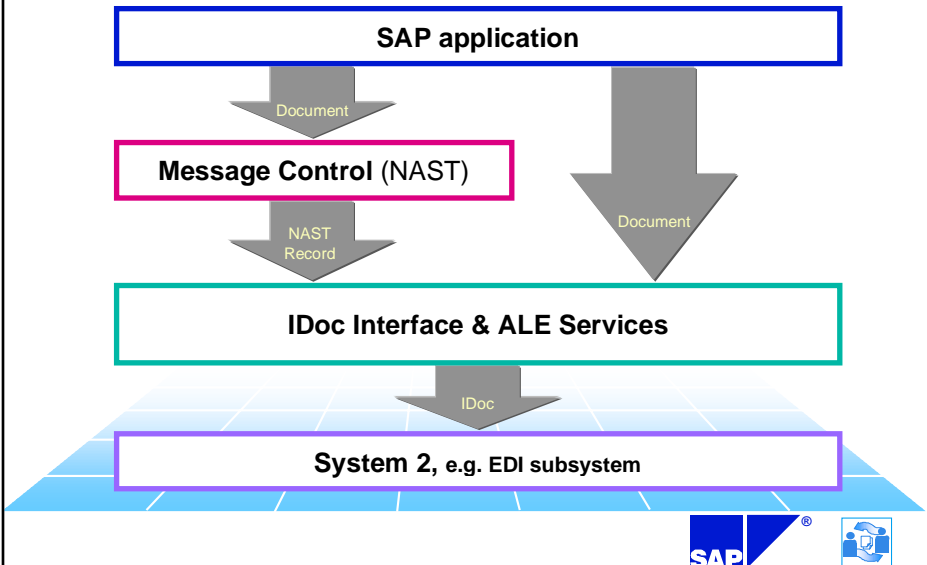 SAP application
Document
Message Control (NAST)
NAST
Record
Document
IDoc Interface & ALE Services
IDoc
System 2, e.g. EDI subsystem
SAP ®